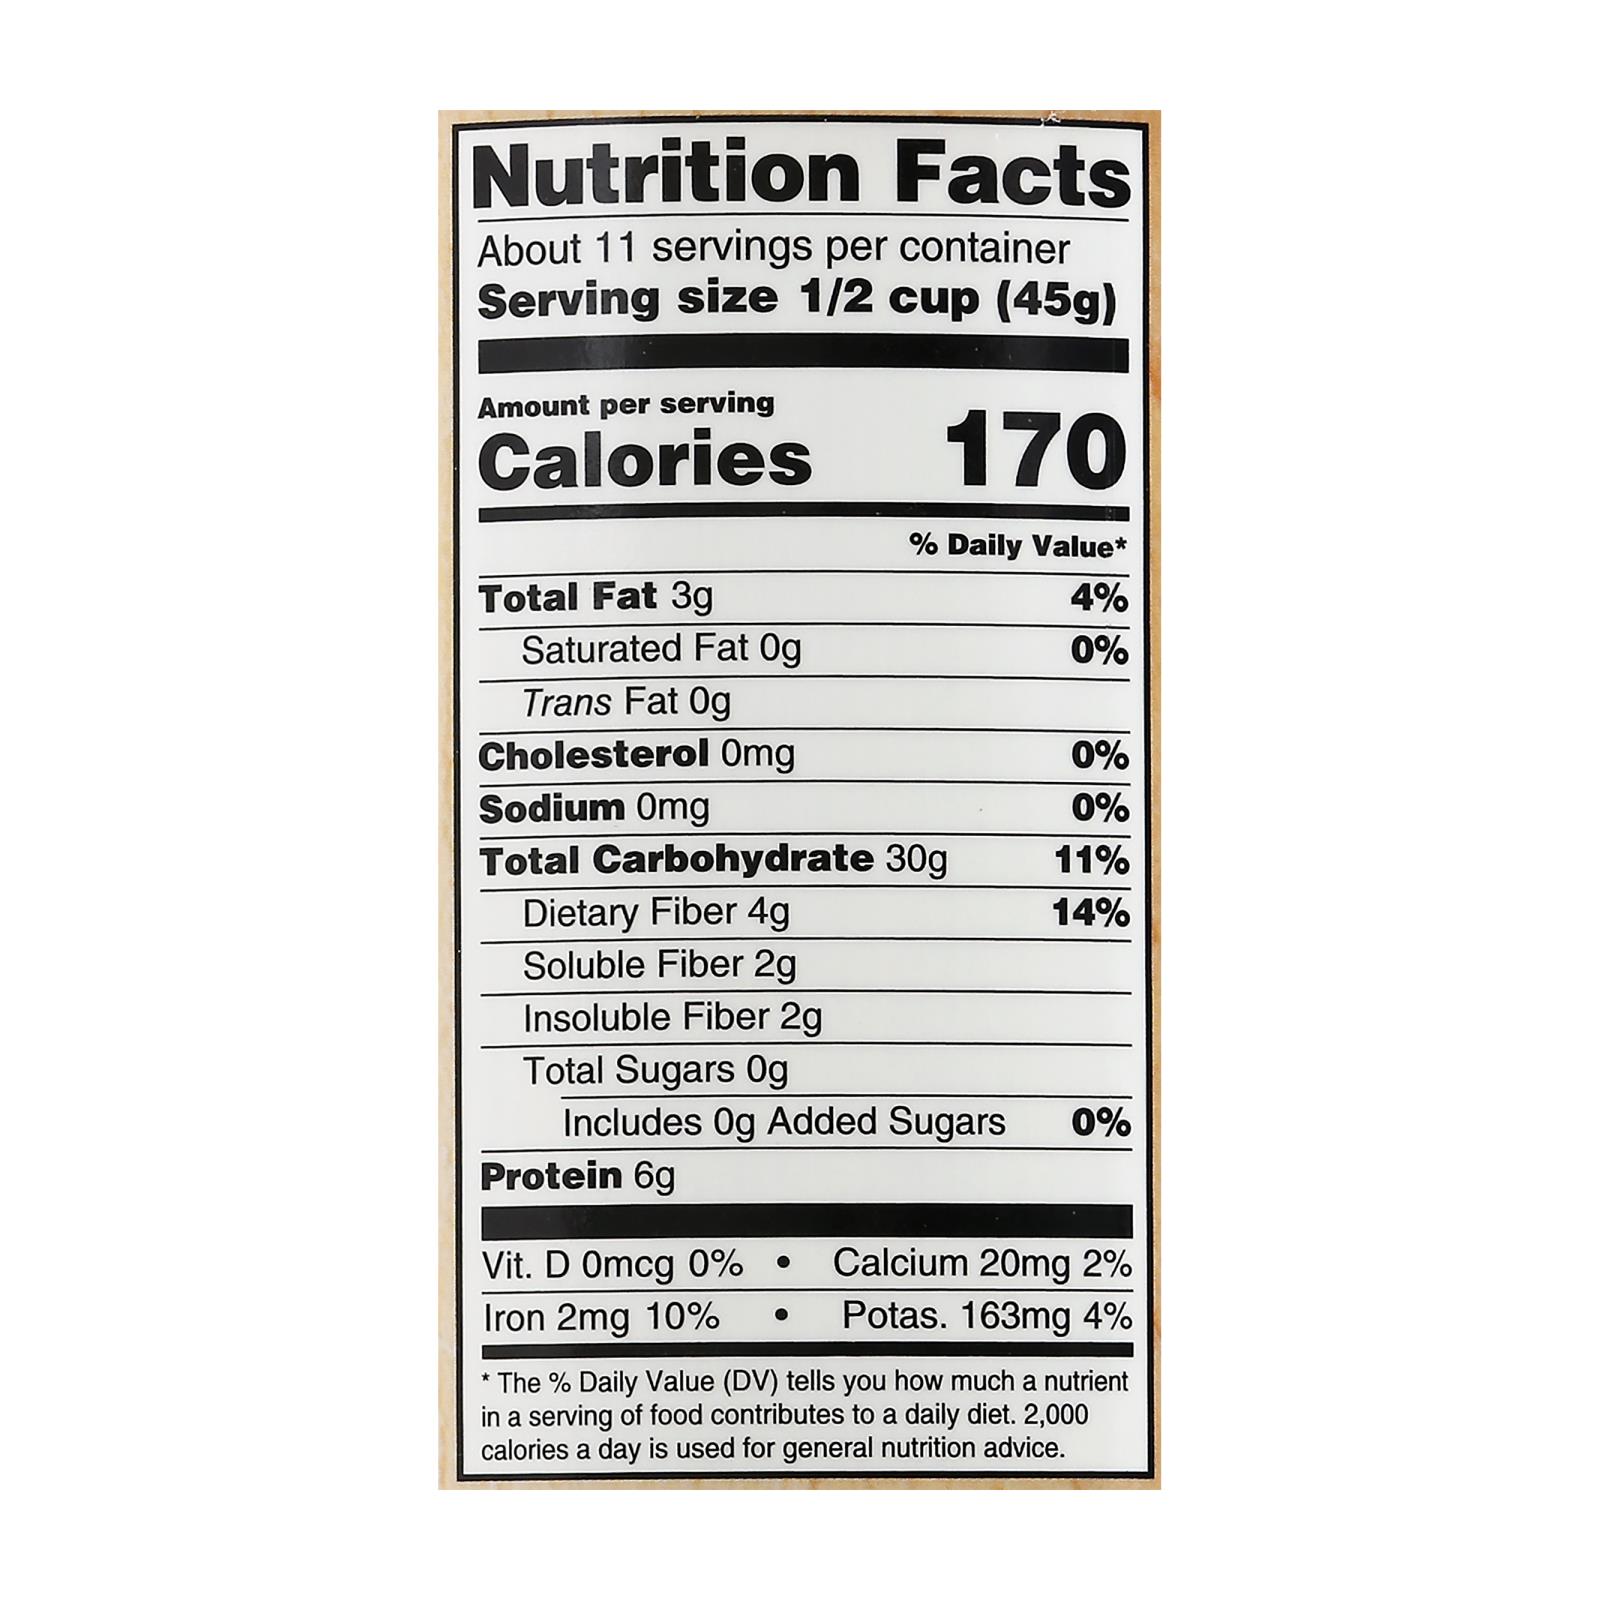 Nutrition Facts
About 11 servings per container
Serving size 1/2 cup (45g)
Amount per serving
Calories 170
% Daily Value*
Total Fat 3g 4%
Saturated Fat 0g 0%
Trans Fat 0g
Cholesterol 0mg 0%
Sodium 0mg 0%
Total Carbohydrate 30g 11%
Dietary Fiber 4g 14%
Soluble Fiber 2g
Insoluble Fiber 2g
Total Sugars 0g
Includes 0g Added Sugars 0%
Protein 6g
Vit. D 0mcg 0% • Calcium 20mg 2%
Iron 2mg 10% • Potas. 163mg 4%
* The % Daily Value (DV) tells you how much a nutrient
in a serving of food contributes to a daily diet. 2,000
calories a day is used for general nutrition advice.